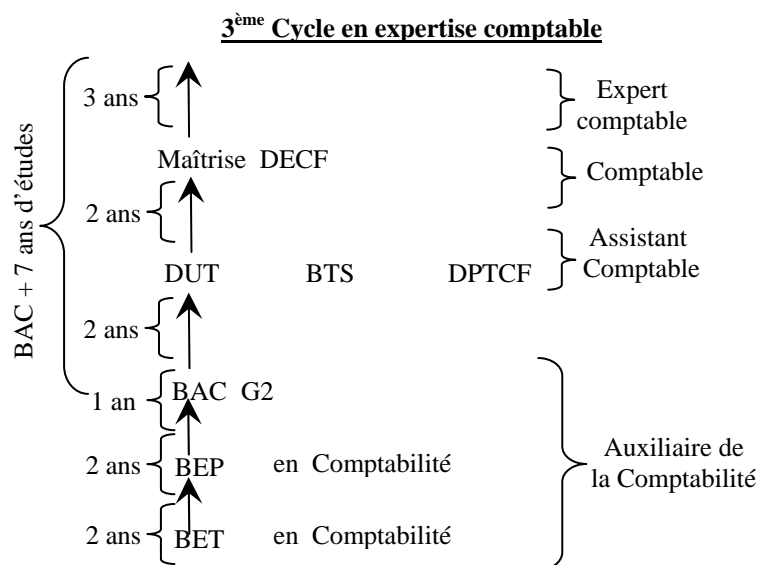 3ème Cycle en expertise comptable
3 ans
Expert
comptable
Maîtrise DECF
Comptable
2 ans
BAC + 7 ans d'études
Assistant
Comptable
DUT BTS DPTCF
2 ans
1 an
BAC G2
2 ans
BEP en Comptabilité
Auxiliaire de
la Comptabilité
2 ans
BET en Comptabilité